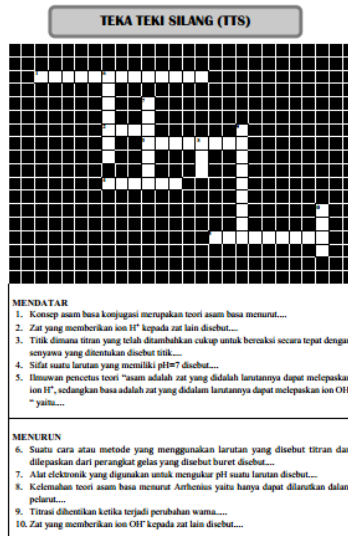 TEKA TEKI SILANG (TTS)
MENDATAR
1. Konsep asam basa konjugasi merupakan teori asam basa menurut....
2. Zat yang memberikan ion H⁺ kepada zat lain disebut....
3. Titik dimana titran yang telah ditambahkan cukup untuk bereaksi secara tepat denga
senyawa yang ditentukan disebut titik....
4. Sifat suatu larutan yang memiliki pH=7 disebut....
5. Ilmuwan pencetus teori "asam adalah zat yang didalah larutannya dapat melepaska
ion H⁺, sedangkan basa adalah zat yang didalam larutannya dapat melepaskan ion OH
" yaitu....
MENURUN
6. Suatu cara atau metode yang menggunakan larutan yang disebut titran da
dilepaskan dari perangkat gelas yang disebut buret disebut....
7. Alat elektronik yang digunakan untuk mengukur pH suatu larutan disebut....
8. Kelemahan teori asam basa menurut Arrhenius yaitu hanya dapat dilarutkan dalam
pelarut....
9. Titrasi dihentikan ketika terjadi perubahan warna.....
10. Zat yang memberikan ion OH⁻ kepada zat lain disebut.....